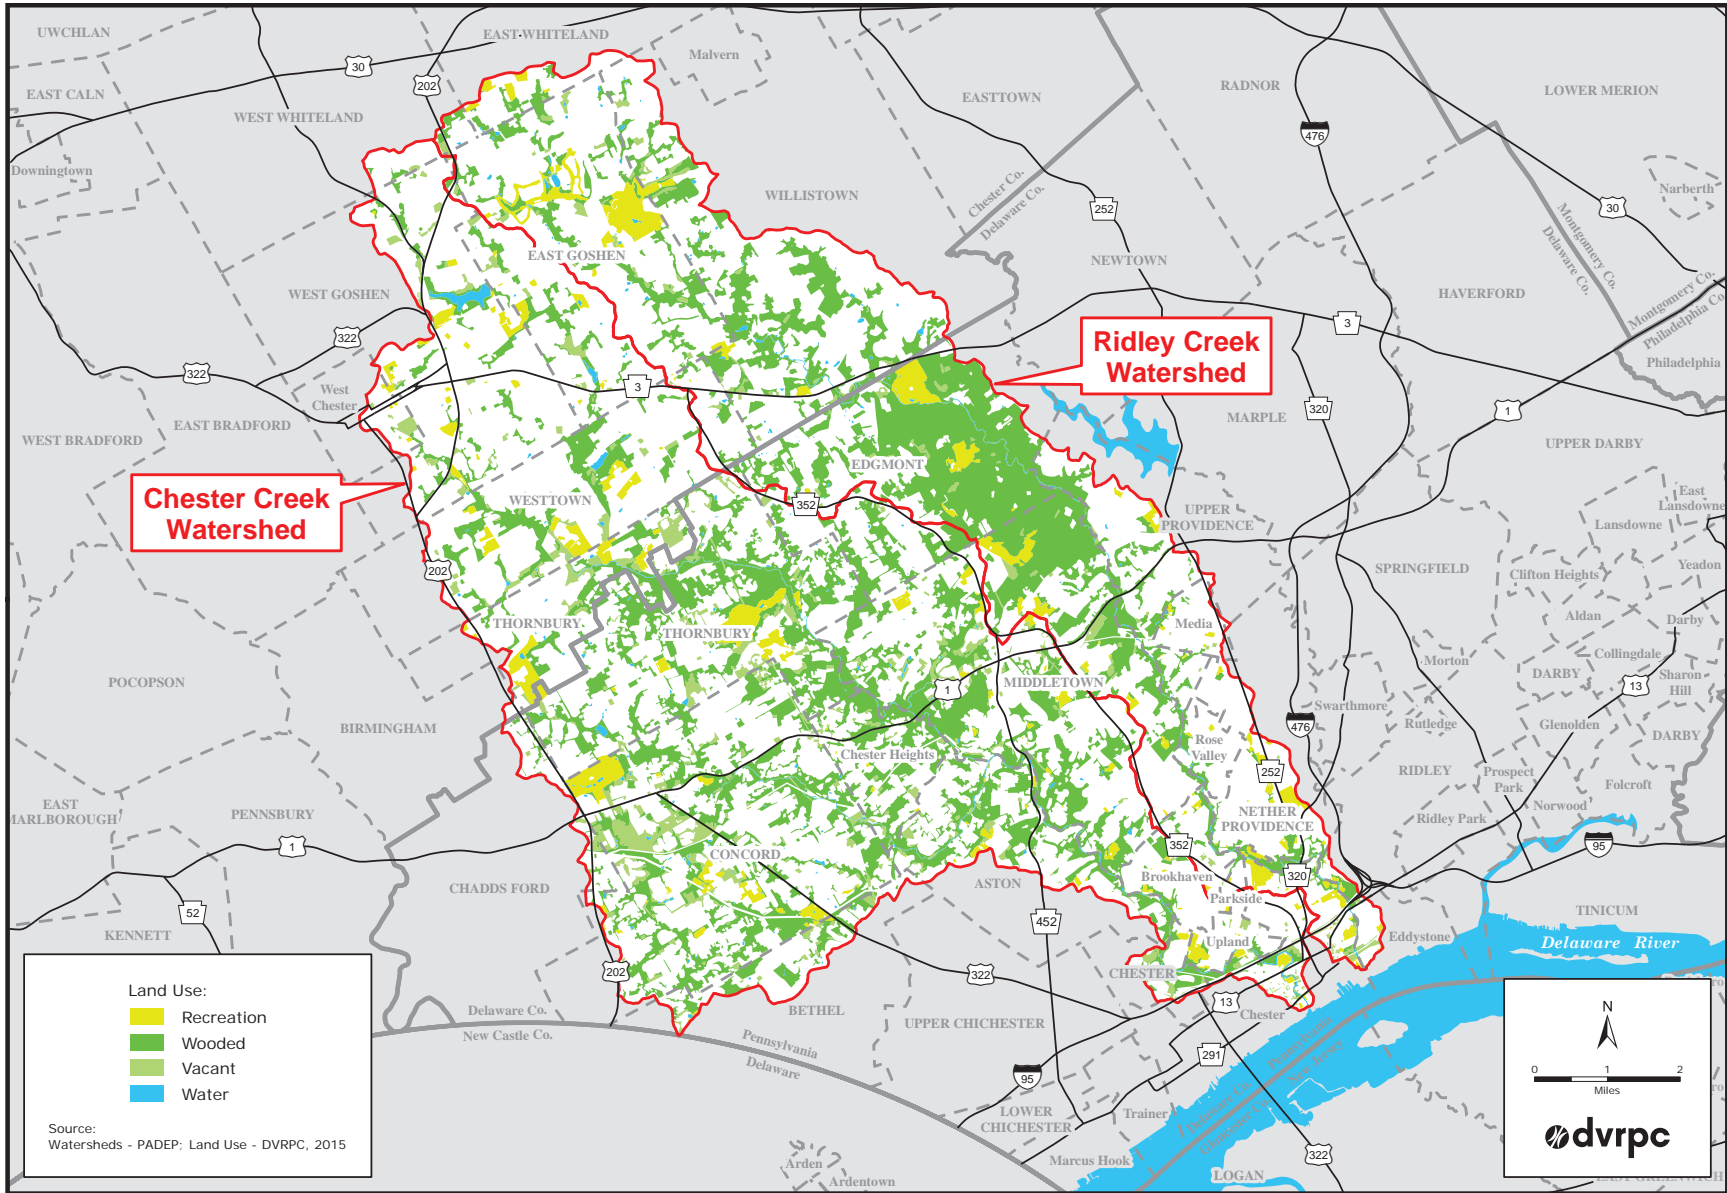 UWCHLAN
EAST WHITELAND
Malvern
30
202
EAST CALN
WEST WHITELAND
EASTTOWN
RADNOR
LOWER MERION
476
Downingtown
WILLISTOWN
Chester Co.
Delaware Co.
252
Narberth
30
Montgomery Co.
Delaware Co.
EAST GOSHEN
NEWTOWN
WEST GOSHEN
HAVERFORD
Montgomery Co.
Philadelphia Co.
322
3
Philadelphia
Ridley Creek
Watershed
322
West
Chester
3
320
1
MARPLE
WEST BRADFORD
EAST BRADFORD
UPPER DARBY
EDGMONT
Chester Creek
Watershed
WESTTOWN
352
UPPER
PROVIDENCE
East
Lansdowne
Lansdowne
202
SPRINGFIELD
Clifton Heights
Yeadon
Aldan
Darby
THORNBURY
THORNBURY
Media
Collingdale
Morton
DARBY
Sharon
Hill
13
POCOPSON
MIDDLETOWN
1
Swarthmore
Rutledge
Glenolden
DARBY
476
BIRMINGHAM
Chester Heights
Rose
Valley
252
RIDLEY
Prospect
Park
Folcroft
Norwood
EAST
MARLBOROUGH
PENNSBURY
NETHER
PROVIDENCE
Ridley Park
1
352
95
CONCORD
CHADDS FORD
ASTON
Brookhaven
320
Parkside
52
452
TINICUM
KENNETT
Upland
Eddystone
Delaware River
202
322
CHESTER
13
Chester
Delaware Co.
New Castle Co.
BETHEL
UPPER CHICHESTER
Pennsylvania
Delaware
291
Pennsylvania
New Jersey
95
LOWER
CHICHESTER
Trainer
Delaware Co.
Gloucester Co.
Marcus Hook
322
LOGAN
Arden
Ardentown
EAST GREENWICH
Land Use:
Recreation
Wooded
Vacant
Water
Source:
Watersheds - PADEP; Land Use - DVRPC, 2015
N
0 1 2
Miles
dvrpc